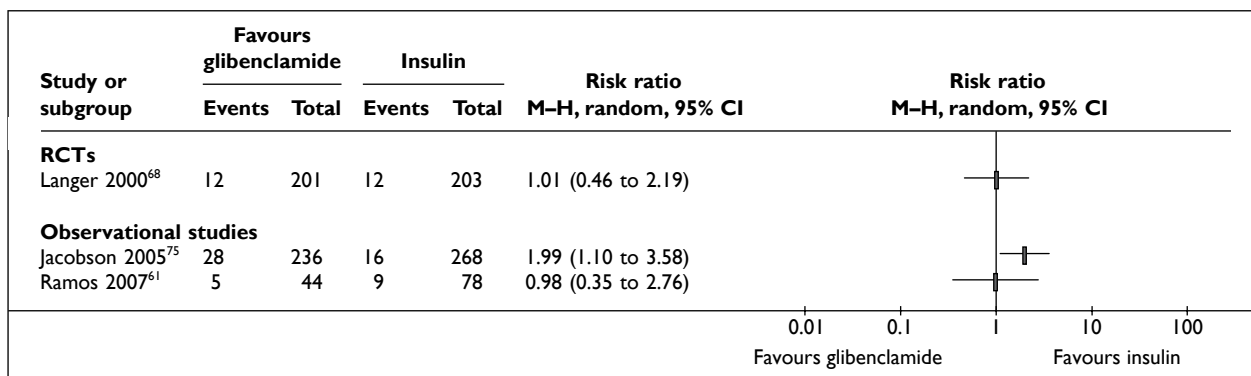 Favours
glibenclamide Insulin
Study or Risk ratio Risk ratio
subgroup Events Total Events Total M–H, random, 95% CI M–H, random, 95% CI
RCTs
Langer 2000⁶⁸ 12 201 12 203 1.01 (0.46 to 2.19)
Observational studies
Jacobson 2005⁷⁵ 28 236 16 268 1.99 (1.10 to 3.58)
Ramos 2007⁶¹ 5 44 9 78 0.98 (0.35 to 2.76)
0.01 0.1 1 10 100
Favours glibenclamide Favours insulin